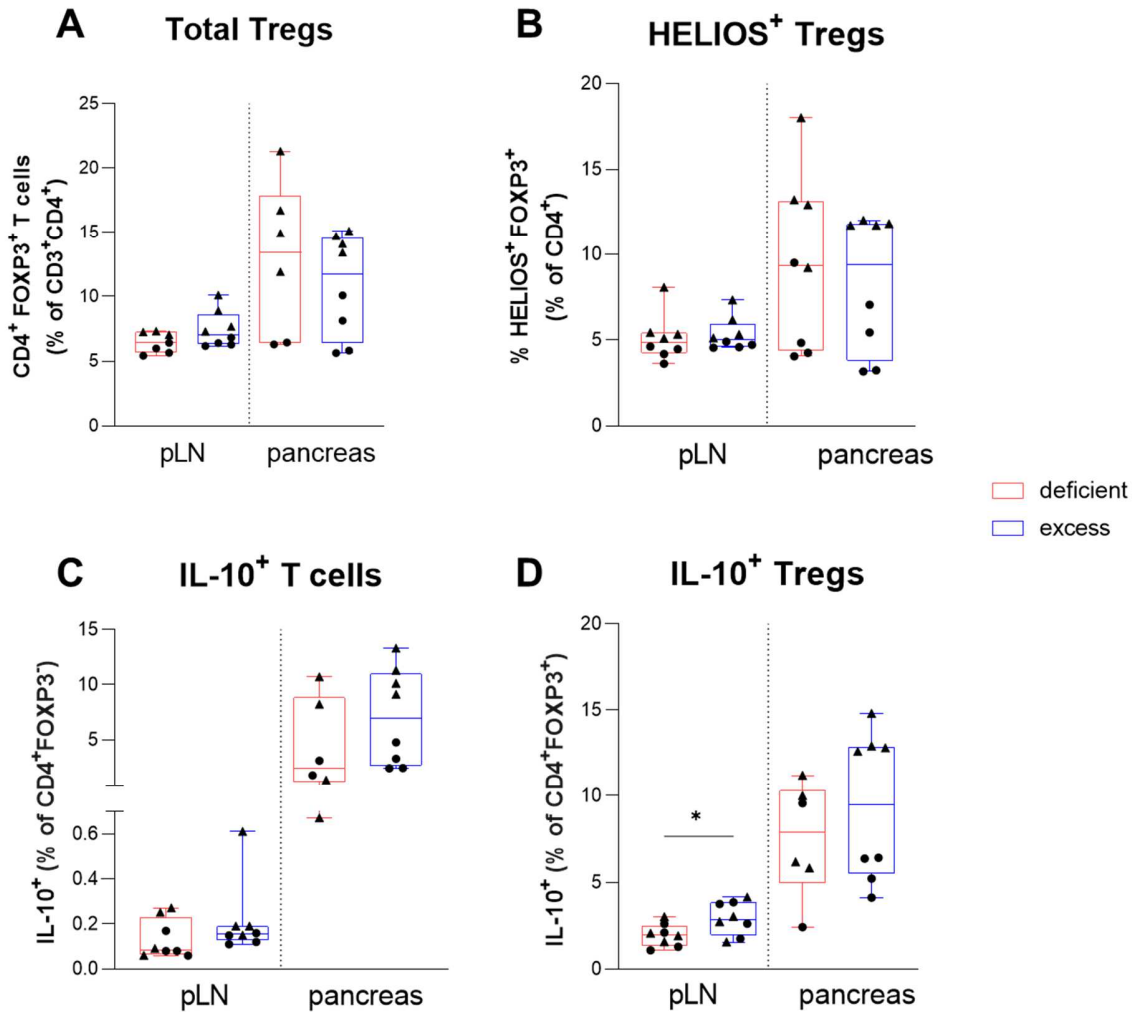 A
Total Tregs
CD4⁺ FOXP3⁺ T cells
(% of CD3⁺CD4⁺)
25
20
15
10
5
0
pLN
pancreas
B
HELIOS⁺ Tregs
% HELIOS⁺ FOXP3⁺
(% of CD4⁺)
20
15
10
5
0
pLN
pancreas
deficient
excess
C
IL-10⁺ T cells
IL-10⁺ (% of CD4⁺FOXP3⁻)
15
10
5
0.6
0.4
0.2
0.0
pLN
pancreas
D
IL-10⁺ Tregs
IL-10⁺ (% of CD4⁺FOXP3⁺)
20
15
10
5
0
*
pLN
pancreas